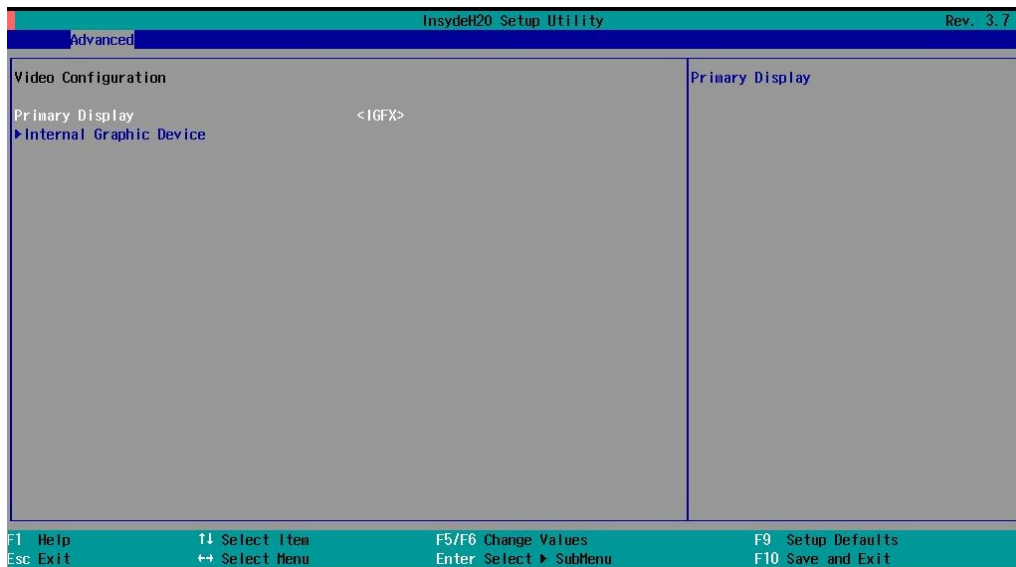 InsydeH20 Setup Utility Rev. 3.7
Advanced
Video Configuration
Primary Display <IGFX>
▶Internal Graphic Device
Primary Display
F1 Help ↑↓ Select Item F5/F6 Change Values F9 Setup Defaults
Esc Exit ↔ Select Menu Enter Select ▶ SubMenu F10 Save and Exit